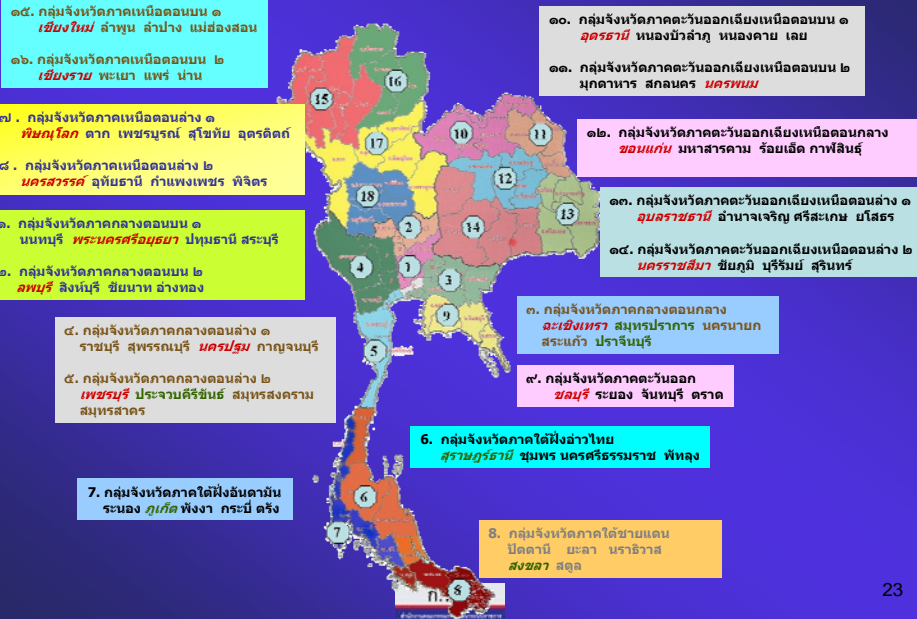 ๑๕. กลุ่มจังหวัดภาคเหนือตอนบน ๑
เชียงใหม่ ลำพูน ลำปาง แม่ฮ่องสอน
๑๖. กลุ่มจังหวัดภาคเหนือตอนบน ๒
เชียงราย พะเยา แพร่ น่าน
๗. กลุ่มจังหวัดภาคเหนือตอนล่าง ๑
พิษณุโลก ตาก เพชรบูรณ์ สุโขทัย อุตรดิตถ์
๘. กลุ่มจังหวัดภาคเหนือตอนล่าง ๒
นครสวรรค์ อุทัยธานี กำแพงเพชร พิจิตร
๑. กลุ่มจังหวัดภาคกลางตอนบน ๑
นนทบุรี พระนครศรีอยุธยา ปทุมธานี สระบุรี
๒. กลุ่มจังหวัดภาคกลางตอนบน ๒
ลพบุรี สิงห์บุรี ชัยนาท อ่างทอง
๔. กลุ่มจังหวัดภาคกลางตอนล่าง ๑
ราชบุรี สุพรรณบุรี นครปฐม กาญจนบุรี
๕. กลุ่มจังหวัดภาคกลางตอนล่าง ๒
เพชรบุรี ประจวบคีรีขันธ์ สมุทรสงคราม
สมุทรสาคร
7. กลุ่มจังหวัดภาคใต้ฝั่งอันดามัน
ระนอง ภูเก็ต พังงา กระบี่ ตรัง
15
16
17
18
10
11
12
13
14
2
1
4
3
9
5
6
7
8
๑๐. กลุ่มจังหวัดภาคตะวันออกเฉียงเหนือตอนบน ๑
อุดรธานี หนองบัวลำภู หนองคาย เลย
๑๑. กลุ่มจังหวัดภาคตะวันออกเฉียงเหนือตอนบน ๒
มุกดาหาร สกลนคร นครพนม
๑๒. กลุ่มจังหวัดภาคตะวันออกเฉียงเหนือตอนกลาง
ขอนแก่น มหาสารคาม ร้อยเอ็ด กาฬสินธุ์
๑๓. กลุ่มจังหวัดภาคตะวันออกเฉียงเหนือตอนล่าง ๑
อุบลราชธานี อำนาจเจริญ ศรีสะเกษ ยโสธร
๑๔. กลุ่มจังหวัดภาคตะวันออกเฉียงเหนือตอนล่าง ๒
นครราชสีมา ชัยภูมิ บุรีรัมย์ สุรินทร์
๓. กลุ่มจังหวัดภาคกลางตอนกลาง
ฉะเชิงเทรา สมุทรปราการ นครนายก
สระแก้ว ปราจีนบุรี
๙. กลุ่มจังหวัดภาคตะวันออก
ชลบุรี ระยอง จันทบุรี ตราด
6. กลุ่มจังหวัดภาคใต้ฝั่งอ่าวไทย
สุราษฎร์ธานี ชุมพร นครศรีธรรมราช พัทลุง
8. กลุ่มจังหวัดภาคใต้ชายแดน
ปัตตานี ยะลา นราธิวาส
สงขลา สตูล
23